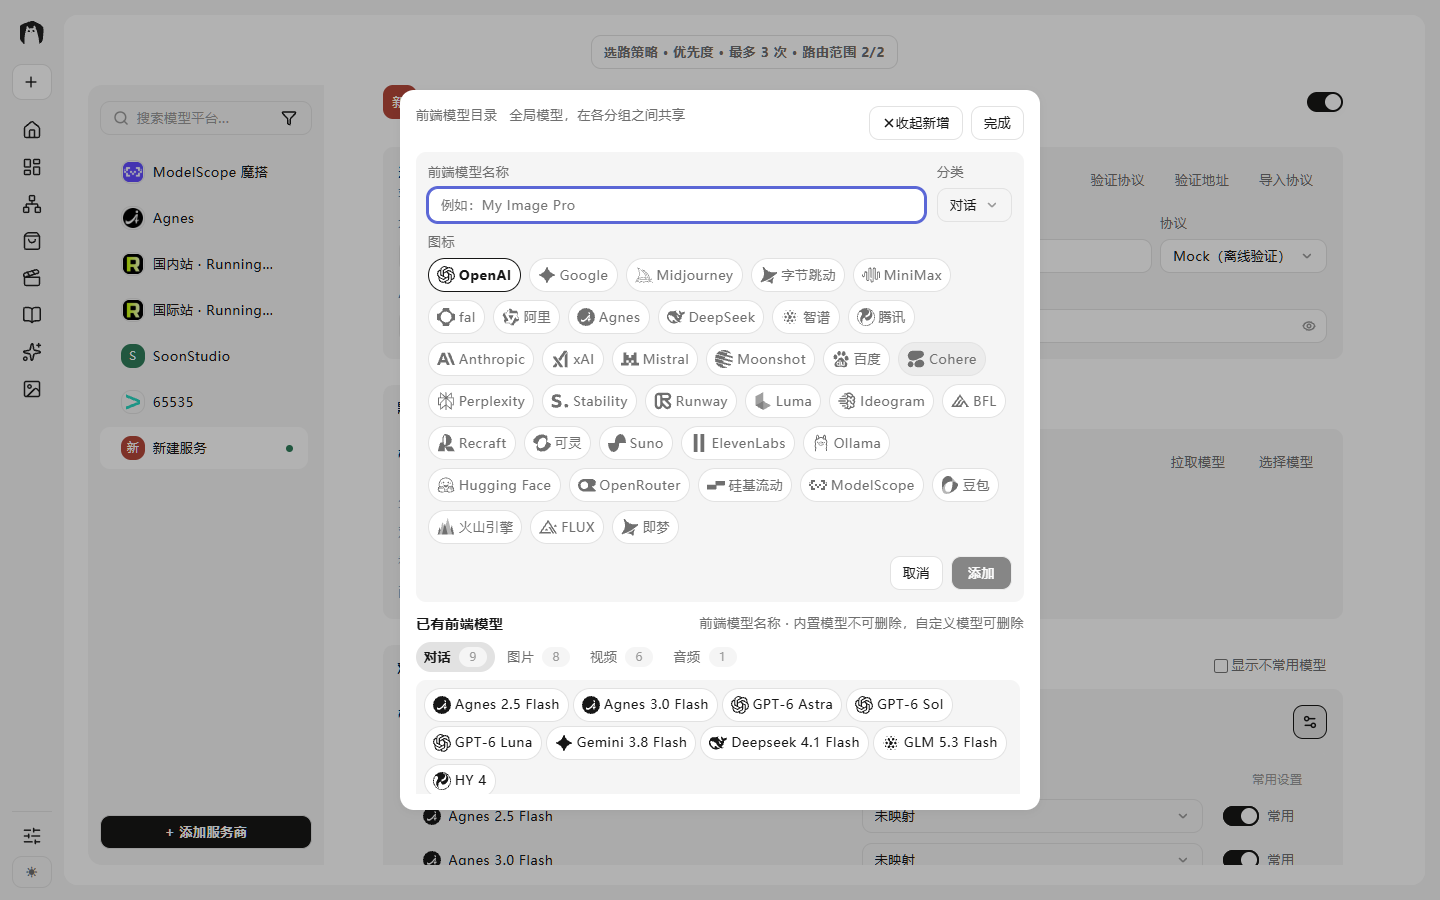 选路策略 • 优先度 • 最多 3 次 • 路由范围 2/2
搜索模型平台...
ModelScope 魔搭
Agnes
国内站 · Running...
国际站 · Running...
SoonStudio
65535
新 新建服务
+ 添加服务商
前端模型目录 全局模型，在各分组之间共享
✕收起新增 完成
前端模型名称 分类
例如：My Image Pro 对话
图标
OpenAI Google Midjourney 字节跳动 MiniMax
fal 阿里 Agnes DeepSeek 智谱 腾讯
Anthropic xAI Mistral Moonshot 百度 Cohere
Perplexity Stability Runway Luma Ideogram BFL
Recraft 可灵 Suno ElevenLabs Ollama
Hugging Face OpenRouter 硅基流动 ModelScope 豆包
火山引擎 FLUX 即梦
取消 添加
已有前端模型 前端模型名称 · 内置模型不可删除，自定义模型可删除
对话 9 图片 8 视频 6 音频 1
Agnes 2.5 Flash Agnes 3.0 Flash GPT-6 Astra GPT-6 Sol
GPT-6 Luna Gemini 3.8 Flash Deepseek 4.1 Flash GLM 5.3 Flash
HY 4
验证协议 验证地址 导入协议
协议
Mock（离线验证）
拉取模型 选择模型
显示不常用模型
常用设置
Agnes 2.5 Flash 未映射 常用
Agnes 3.0 Flash 未映射 常用